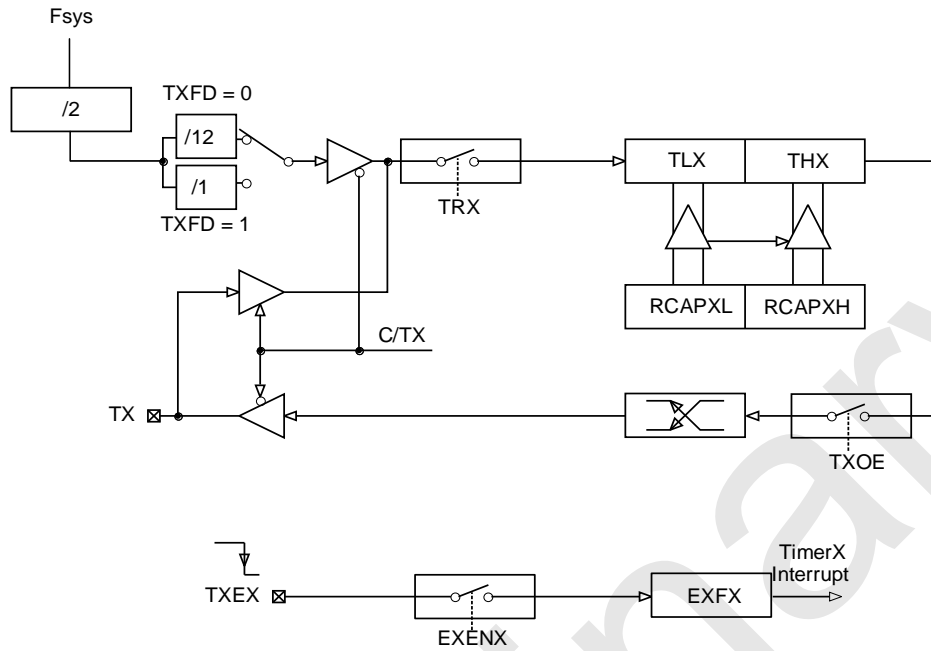 Fsys
/2
TXFD = 0
/12
/1
TXFD = 1
TRX
TLX
THX
RCAPXL
RCAPXH
C/TX
TX
TXOE
TXEX
EXENX
EXFX
TimerX
Interrupt